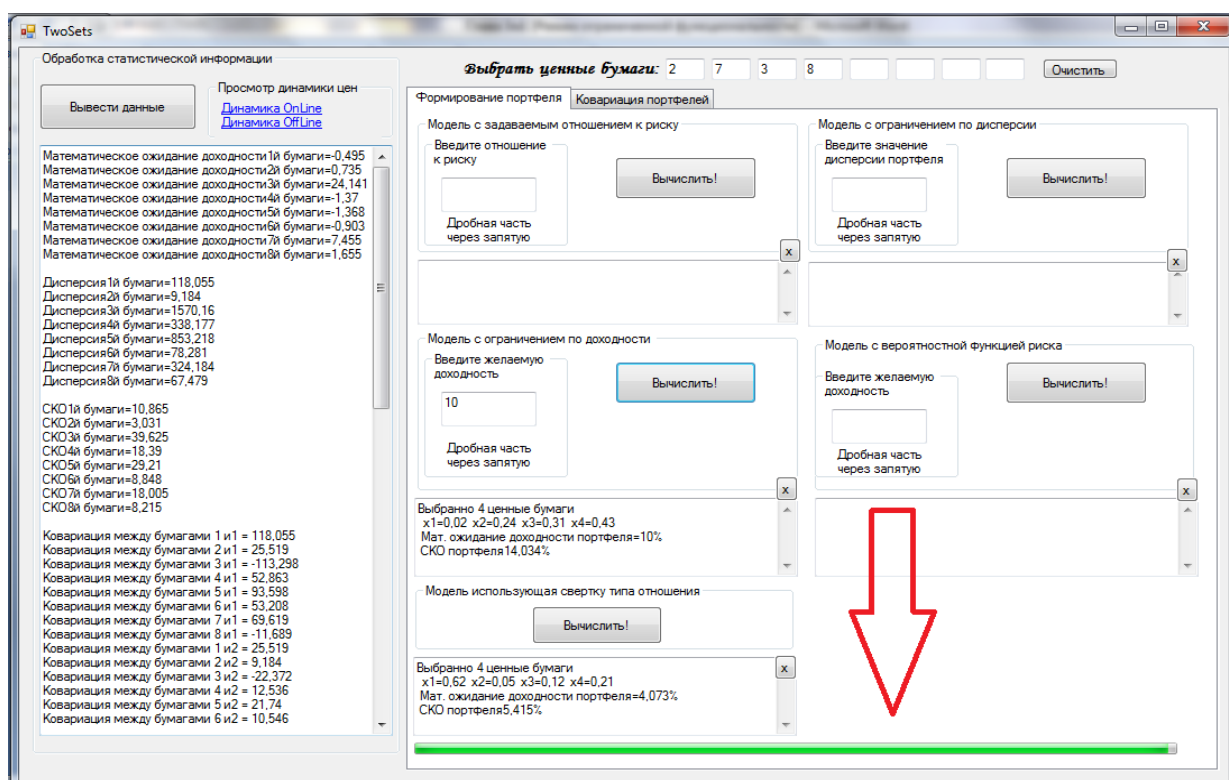 TwoSets
Обработка статистической информации
Вывести данные
Просмотр динамики цен
Динамика OnLine
Динамика OffLine
Математическое ожидание доходности1й бумаги=-0,495
Математическое ожидание доходности2й бумаги=0,735
Математическое ожидание доходности3й бумаги=24,141
Математическое ожидание доходности4й бумаги=-1,37
Математическое ожидание доходности5й бумаги=-1,368
Математическое ожидание доходности6й бумаги=-0,903
Математическое ожидание доходности7й бумаги=7,455
Математическое ожидание доходности8й бумаги=1,655
Дисперсия1й бумаги=118,055
Дисперсия2й бумаги=9,184
Дисперсия3й бумаги=1570,16
Дисперсия4й бумаги=338,177
Дисперсия5й бумаги=853,218
Дисперсия6й бумаги=78,281
Дисперсия7й бумаги=324,184
Дисперсия8й бумаги=67,479
СКО1й бумаги=10,865
СКО2й бумаги=3,031
СКО3й бумаги=39,625
СКО4й бумаги=18,39
СКО5й бумаги=29,21
СКО6й бумаги=8,848
СКО7й бумаги=18,005
СКО8й бумаги=8,215
Ковариация между бумагами 1 и1 = 118,055
Ковариация между бумагами 2 и1 = 25,519
Ковариация между бумагами 3 и1 = -113,298
Ковариация между бумагами 4 и1 = 52,863
Ковариация между бумагами 5 и1 = 93,598
Ковариация между бумагами 6 и1 = 53,208
Ковариация между бумагами 7 и1 = 69,619
Ковариация между бумагами 8 и1 = -11,689
Ковариация между бумагами 1 и2 = 25,519
Ковариация между бумагами 2 и2 = 9,184
Ковариация между бумагами 3 и2 = -22,372
Ковариация между бумагами 4 и2 = 12,536
Ковариация между бумагами 5 и2 = 21,74
Ковариация между бумагами 6 и2 = 10,546
Выбрать ценные бумаги: 2 7 3 8
Очистить
Формирование портфеля
Ковариация портфелей
Модель с задаваемым отношением к риску
Введите отношение
к риску
Вычислить!
Дробная часть
через запятую
x
Модель с ограничением по дисперсии
Введите значение
дисперсии портфеля
Вычислить!
Дробная часть
через запятую
x
Модель с ограничением по доходности
Введите желаемую
доходность
Вычислить!
10
Дробная часть
через запятую
x
Выбранно 4 ценные бумаги
x1=0,02 x2=0,24 x3=0,31 x4=0,43
Мат. ожидание доходности портфеля=10%
СКО портфеля14,034%
Модель с вероятностной функцией риска
Введите желаемую
доходность
Вычислить!
Дробная часть
через запятую
x
Модель использующая свертку типа отношения
Вычислить!
x
Выбранно 4 ценные бумаги
x1=0,62 x2=0,05 x3=0,12 x4=0,21
Мат. ожидание доходности портфеля=4,073%
СКО портфеля5,415%